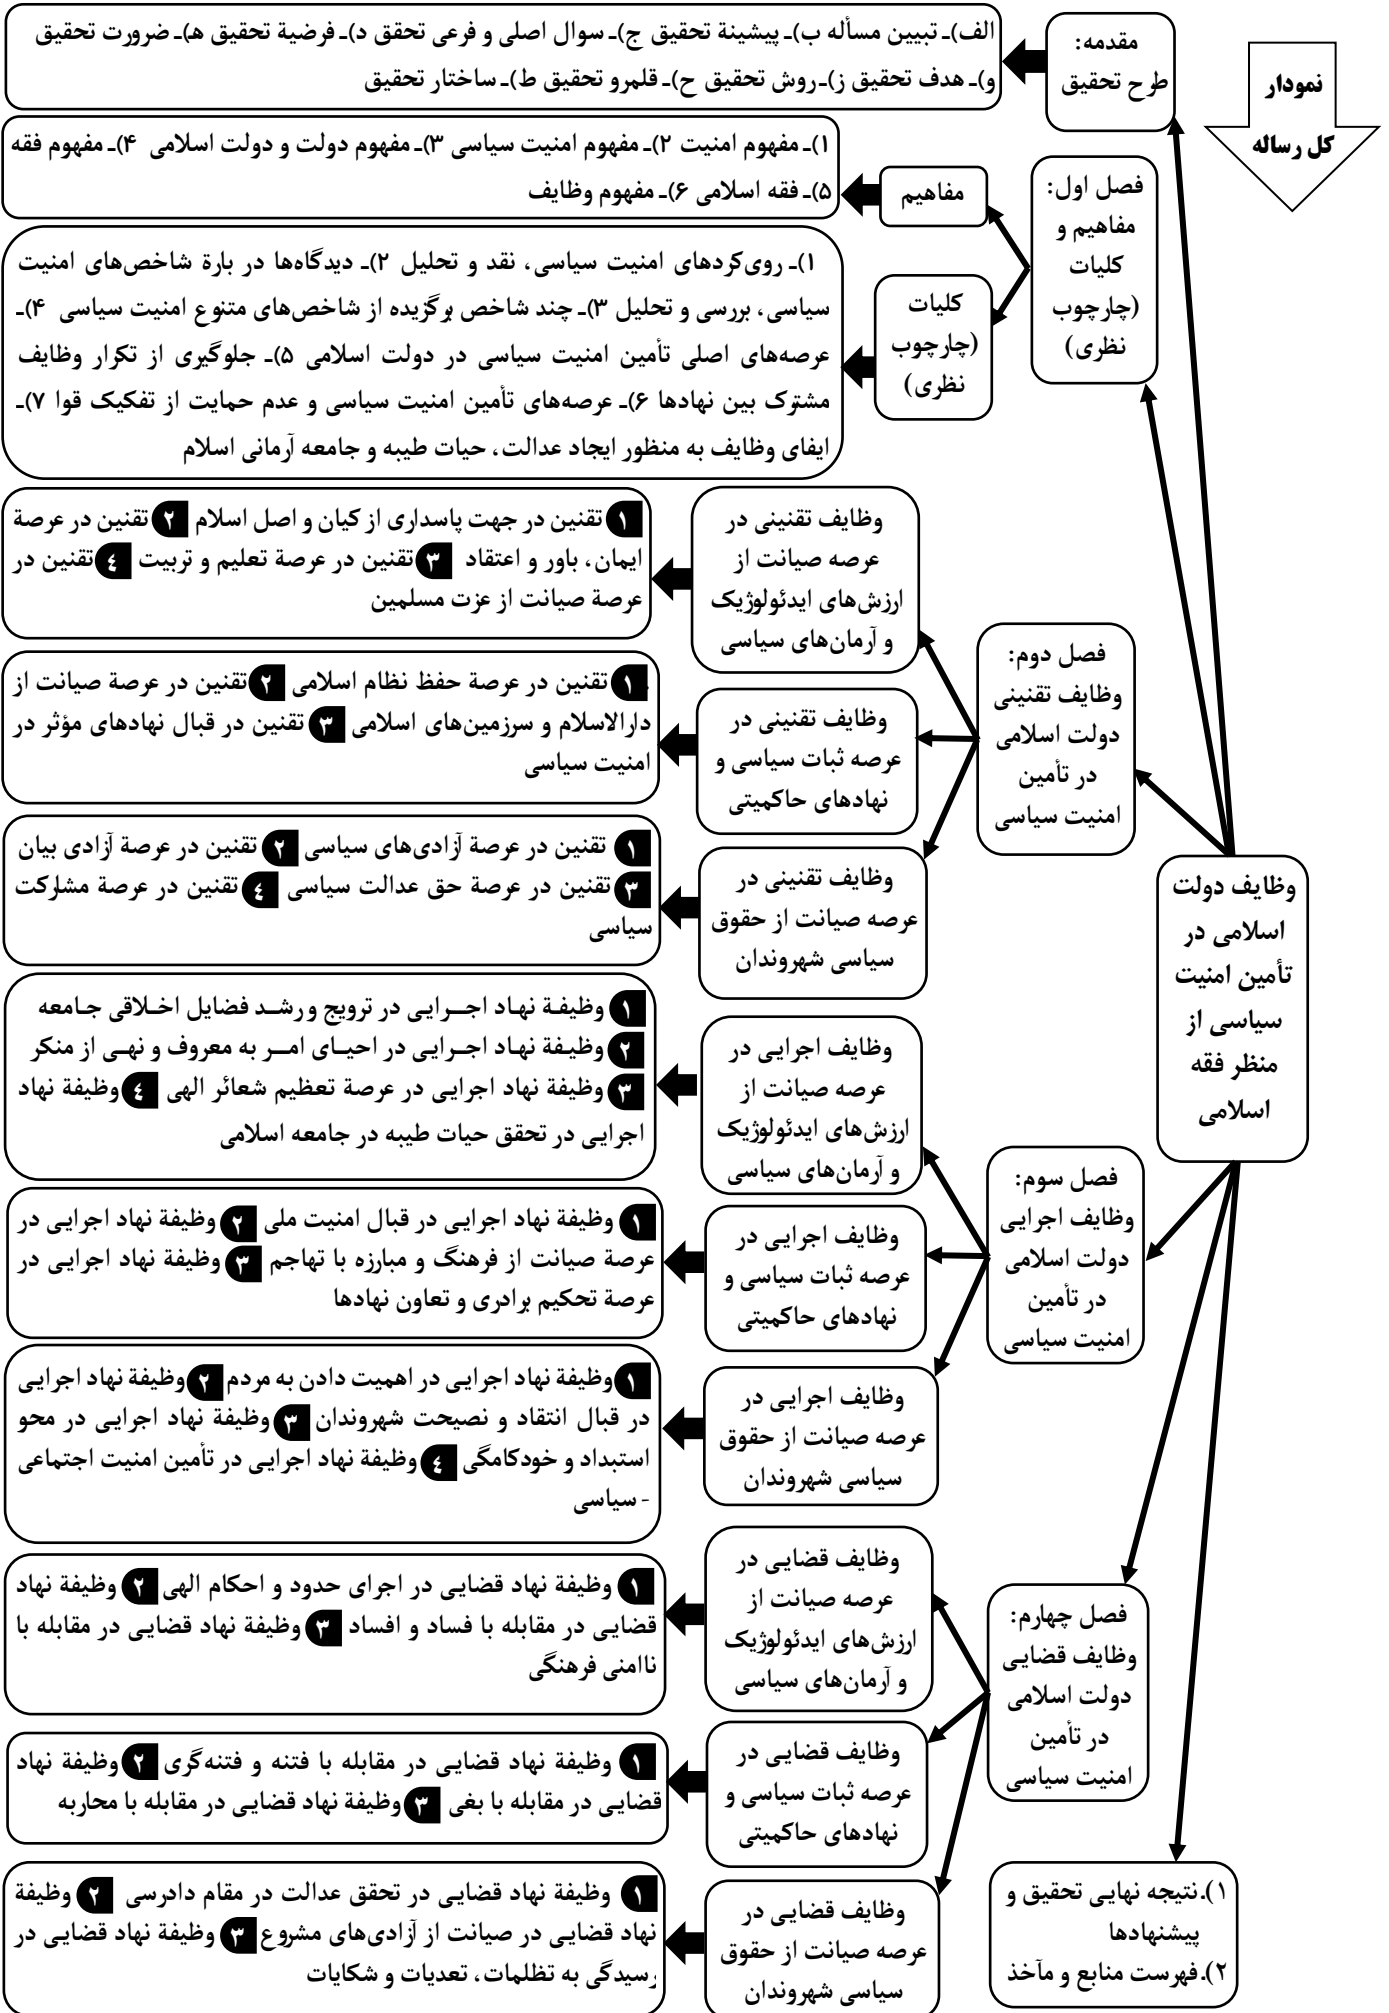 نمودار
کل رساله
مقدمه:
طرح تحقیق
الف)ـ تبیین مسأله ب)ـ پیشینة تحقیق ج)ـ سوال اصلی و فرعی تحقق د)ـ فرضیة تحقیق هـ)ـ ضرورت تحقیق
و)ـ هدف تحقیق ز)ـ روش تحقیق ح)ـ قلمرو تحقیق ط)ـ ساختار تحقیق
فصل اول:
مفاهیم و
کلیات
(چارچوب
نظری)
مفاهیم
۱)ـ مفهوم امنیت ۲)ـ مفهوم امنیت سیاسی ۳)ـ مفهوم دولت و دولت اسلامی ۴)ـ مفهوم فقه
۵)ـ فقه اسلامی ۶)ـ مفهوم وظایف
کلیات
(چارچوب
نظری)
۱)ـ روی‌کردهای امنیت سیاسی، نقد و تحلیل ۲)ـ دیدگاه‌ها در بارة شاخص‌های امنیت
سیاسی، بررسی و تحلیل ۳)ـ چند شاخص برگزیده از شاخص‌های متنوع امنیت سیاسی ۴)ـ
عرصه‌های اصلی تأمین امنیت سیاسی در دولت اسلامی ۵)ـ جلوگیری از تکرار وظایف
مشترک بین نهادها ۶)ـ عرصه‌های تأمین امنیت سیاسی و عدم حمایت از تفکیک قوا ۷)ـ
ایفای وظایف به منظور ایجاد عدالت، حیات طیبه و جامعه آرمانی اسلام
وظایف دولت
اسلامی در
تأمین امنیت
سیاسی از
منظر فقه
اسلامی
فصل دوم:
وظایف تقنینی
دولت اسلامی
در تأمین
امنیت سیاسی
وظایف تقنینی در
عرصه صیانت از
ارزش‌های ایدئولوژیک
و آرمان‌های سیاسی
۱ تقنین در جهت پاسداری از کیان و اصل اسلام ۲ تقنین در عرصة
ایمان، باور و اعتقاد ۳ تقنین در عرصة تعلیم و تربیت ٤ تقنین در
عرصة صیانت از عزت مسلمین
وظایف تقنینی در
عرصه ثبات سیاسی و
نهادهای حاکمیتی
۱. تقنین در عرصة حفظ نظام اسلامی ۲ تقنین در عرصة صیانت از
دارالاسلام و سرزمین‌های اسلامی ۳ تقنین در قبال نهادهای مؤثر در
امنیت سیاسی
وظایف تقنینی در
عرصه صیانت از حقوق
سیاسی شهروندان
۱ تقنین در عرصة آزادی‌های سیاسی ۲ تقنین در عرصة آزادی بیان
۳ تقنین در عرصة حق عدالت سیاسی ٤ تقنین در عرصة مشارکت
سیاسی
فصل سوم:
وظایف اجرایی
دولت اسلامی
در تأمین
امنیت سیاسی
وظایف اجرایی در
عرصه صیانت از
ارزش‌های ایدئولوژیک
و آرمان‌های سیاسی
۱ وظیفـة نهـاد اجــرایی در ترویج و رشـد فضایل اخـلاقی جـامعه
۲ وظیـفة نهـاد اجـرایی در احیـای امــر به معروف و نهـی از منکر
۳ وظیفة نهاد اجرایی در عرصة تعظیم شعائر الهی ٤ وظیفة نهاد
اجرایی در تحقق حیات طیبه در جامعه اسلامی
وظایف اجرایی در
عرصه ثبات سیاسی و
نهادهای حاکمیتی
۱ وظیفة نهاد اجرایی در قبال امنیت ملی ۲ وظیفة نهاد اجرایی در
عرصة صیانت از فرهنگ و مبارزه با تهاجم ۳ وظیفة نهاد اجرایی در
عرصة تحکیم برادری و تعاون نهادها
وظایف اجرایی در
عرصه صیانت از حقوق
سیاسی شهروندان
۱ وظیفة نهاد اجرایی در اهمیت دادن به مردم ۲ وظیفة نهاد اجرایی
در قبال انتقاد و نصیحت شهروندان ۳ وظیفة نهاد اجرایی در محو
استبداد و خودکامگی ٤ وظیفة نهاد اجرایی در تأمین امنیت اجتماعی
- سیاسی
فصل چهارم:
وظایف قضایی
دولت اسلامی
در تأمین
امنیت سیاسی
وظایف قضایی در
عرصه صیانت از
ارزش‌های ایدئولوژیک
و آرمان‌های سیاسی
۱ وظیفة نهاد قضایی در اجرای حدود و احکام الهی ۲ وظیفة نهاد
قضایی در مقابله با فساد و افساد ۳ وظیفة نهاد قضایی در مقابله با
ناامنی فرهنگی
وظایف قضایی در
عرصه ثبات سیاسی و
نهادهای حاکمیتی
۱ وظیفة نهاد قضایی در مقابله با فتنه و فتنه‌گری ۲ وظیفة نهاد
قضایی در مقابله با بغی ۳ وظیفة نهاد قضایی در مقابله با محاربه
وظایف قضایی در
عرصه صیانت از حقوق
سیاسی شهروندان
۱ وظیفة نهاد قضایی در تحقق عدالت در مقام دادرسی ۲ وظیفة
نهاد قضایی در صیانت از آزادی‌های مشروع ۳ وظیفة نهاد قضایی در
رسیدگی به تظلمات، تعدیات و شکایات
۱).نتیجه نهایی تحقیق و
پیشنهادها
۲).فهرست منابع و مآخذ